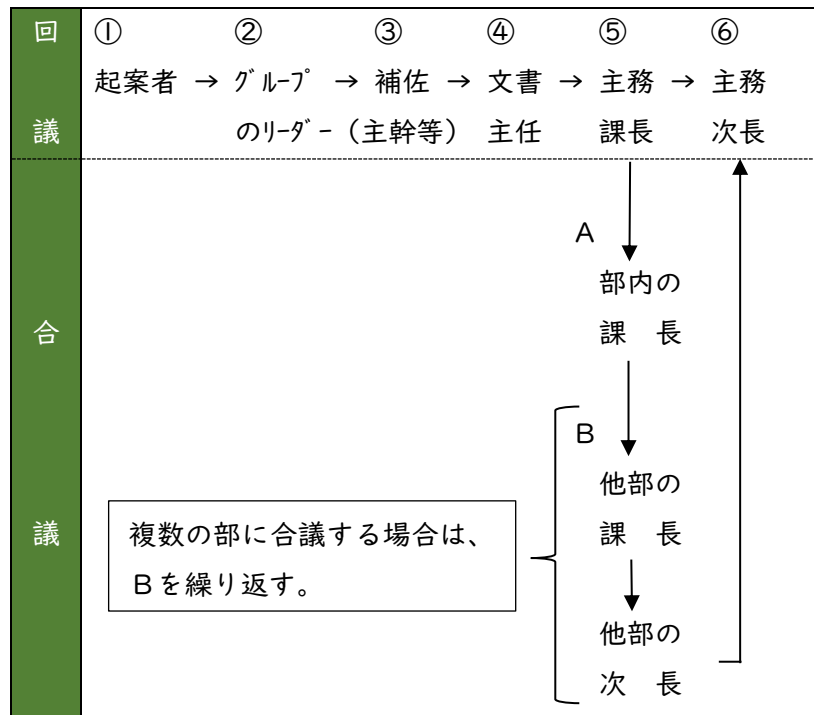 回議
① ② ③ ④ ⑤ ⑥
起案者 → ｸﾞﾙｰﾌﾟ → 補佐 → 文書 → 主務 → 主務
のﾘｰﾀﾞｰ (主幹等) 主任 課長 次長
合議
A
部内の
課 長
B
他部の
課 長
他部の
次 長
複数の部に合議する場合は、
Bを繰り返す。